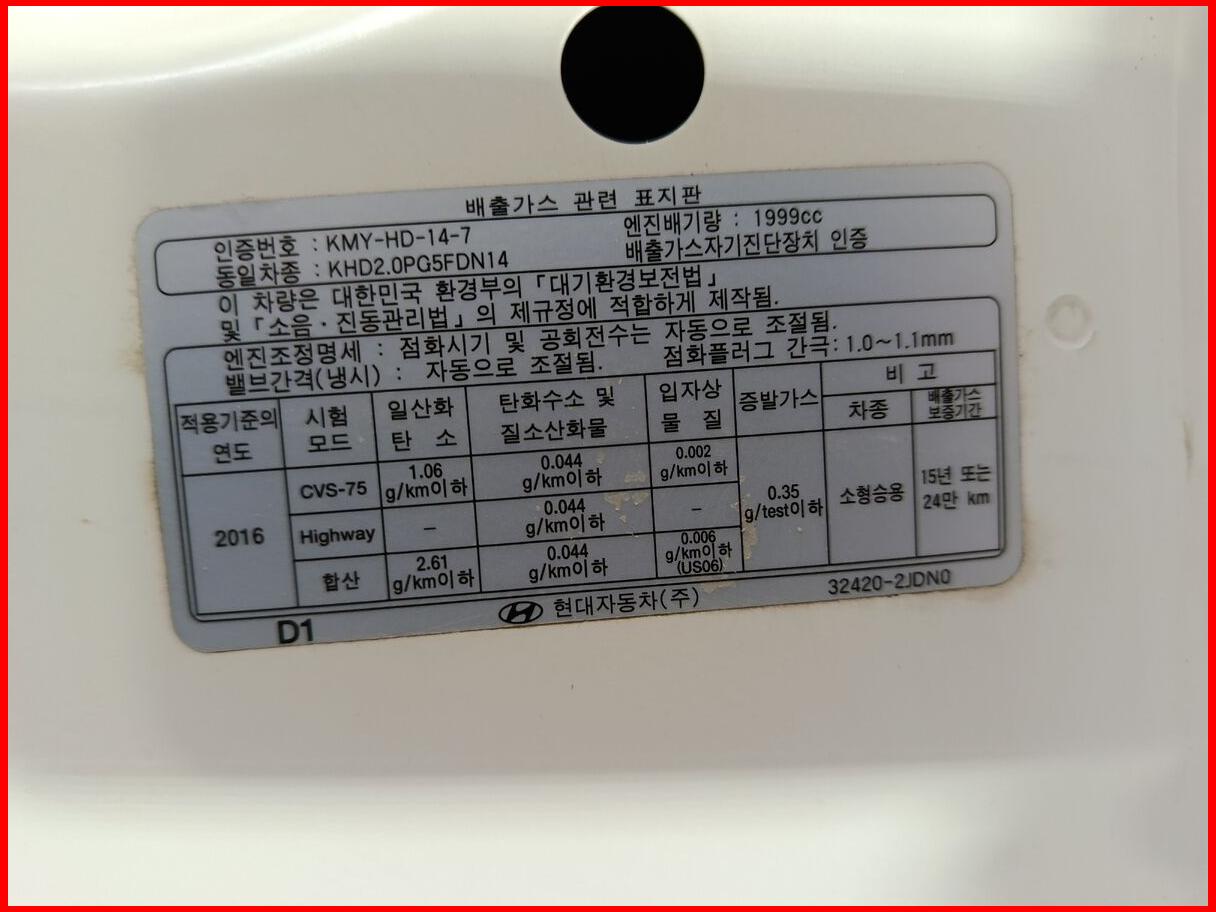 배출가스 관련 표지판
인증번호 : KMY-HD-14-7 엔진배기량 : 1999cc
동일차종 : KHD2.0PG5FDN14 배출가스자기진단장치 인증
이 차량은 대한민국 환경부의 「대기환경보전법」
및 「소음·진동관리법」의 제규정에 적합하게 제작됨.
엔진조정명세 : 점화시기 및 공회전수는 자동으로 조절됨.
밸브간격(냉시) : 자동으로 조절됨. 점화플러그 간극:1.0~1.1mm
적용기준의 연도 시험 모드 일산화 탄 소 탄화수소 및 질소산화물 입자상 물 질 증발가스 비 고
차종 배출가스 보증기간
2016 CVS-75 1.06 g/km이하 0.044 g/km이하 0.002 g/km이하 0.35 g/test이하 소형승용 15년 또는 24만 km
Highway - 0.044 g/km이하 -
합산 2.61 g/km이하 0.044 g/km이하 0.006 g/km이하 (US06)
D1 현대자동차(주) 32420-2JDN0